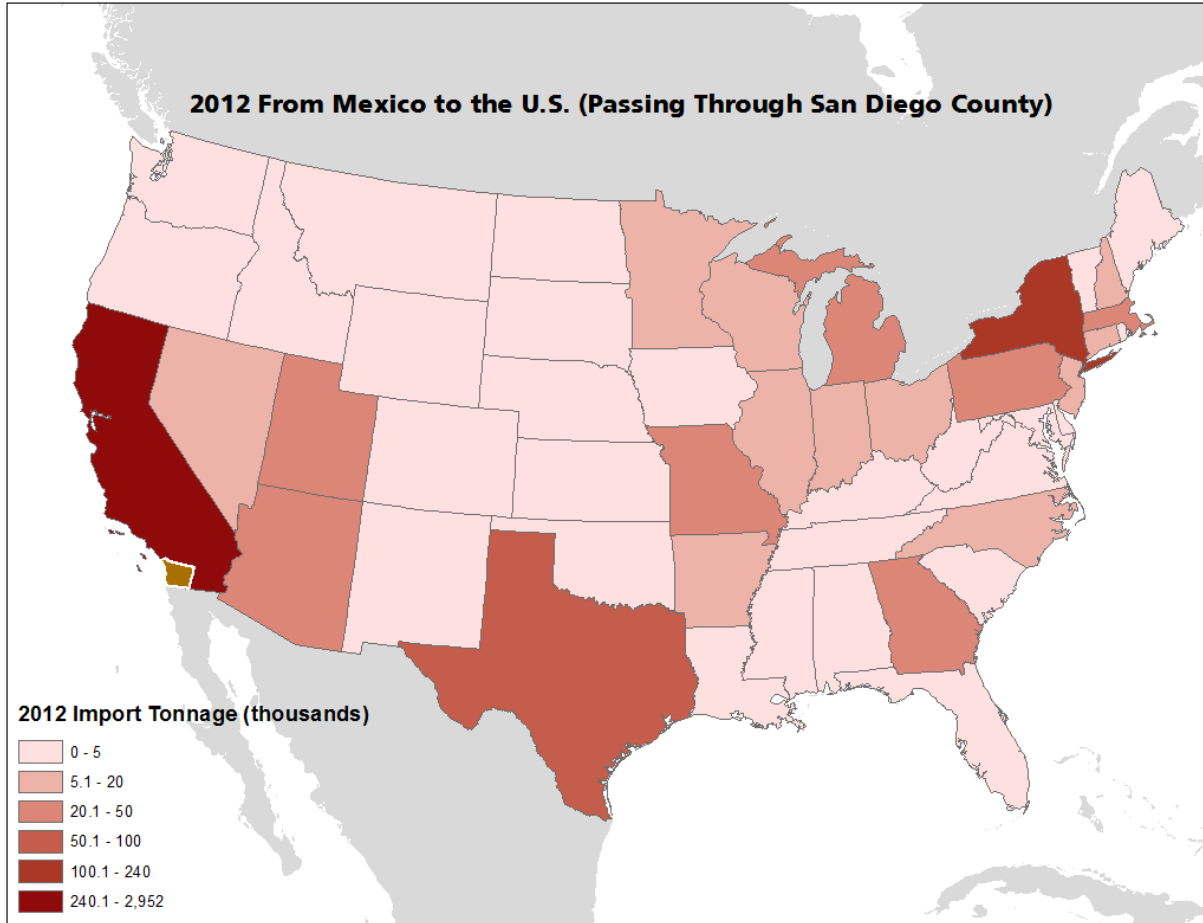 2012 From Mexico to the U.S. (Passing Through San Diego County)
2012 Import Tonnage (thousands)
0 - 5
5.1 - 20
20.1 - 50
50.1 - 100
100.1 - 240
240.1 - 2,952